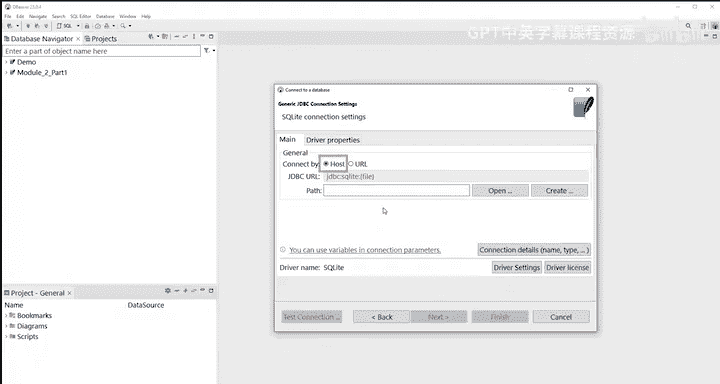 DBeaver 23.0.4
File Edit Navigate Search SQL Editor Database Window Help
SQL
Auto
Database Navigator Projects
Enter a part of object name here
Demo
Module_2_Part1
GPT中英字幕课程资源
Connect to a database
Generic JDBC Connection Settings
SQLite connection settings
Main Driver properties
General
Connect by: Host URL
JDBC URL: jdbc:sqlite:{file}
Path: Open ... Create ...
You can use variables in connection parameters.
Connection details (name, type, ... )
Driver name: SQLite Driver Settings Driver license
Test Connection ... < Back Next > Finish Cancel
Project - General
Name DataSource
Bookmarks
Diagrams
Scripts